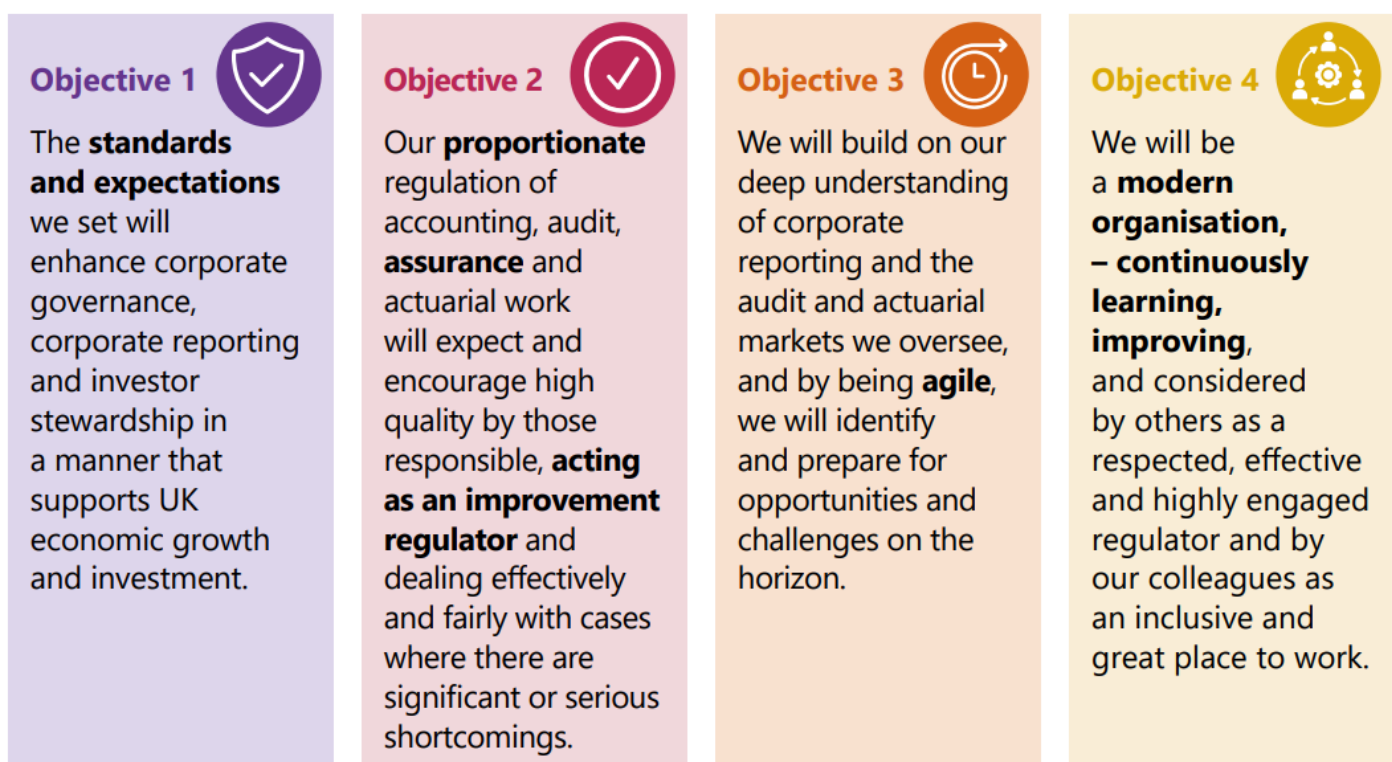 Objective 1
The standards
and expectations
we set will
enhance corporate
governance,
corporate reporting
and investor
stewardship in
a manner that
supports UK
economic growth
and investment.
Objective 2
Our proportionate
regulation of
accounting, audit,
assurance and
actuarial work
will expect and
encourage high
quality by those
responsible, acting
as an improvement
regulator and
dealing effectively
and fairly with cases
where there are
significant or serious
shortcomings.
Objective 3
We will build on our
deep understanding
of corporate
reporting and the
audit and actuarial
markets we oversee,
and by being agile,
we will identify
and prepare for
opportunities and
challenges on the
horizon.
Objective 4
We will be
a modern
organisation,
– continuously
learning,
improving,
and considered
by others as a
respected, effective
and highly engaged
regulator and by
our colleagues as
an inclusive and
great place to work.